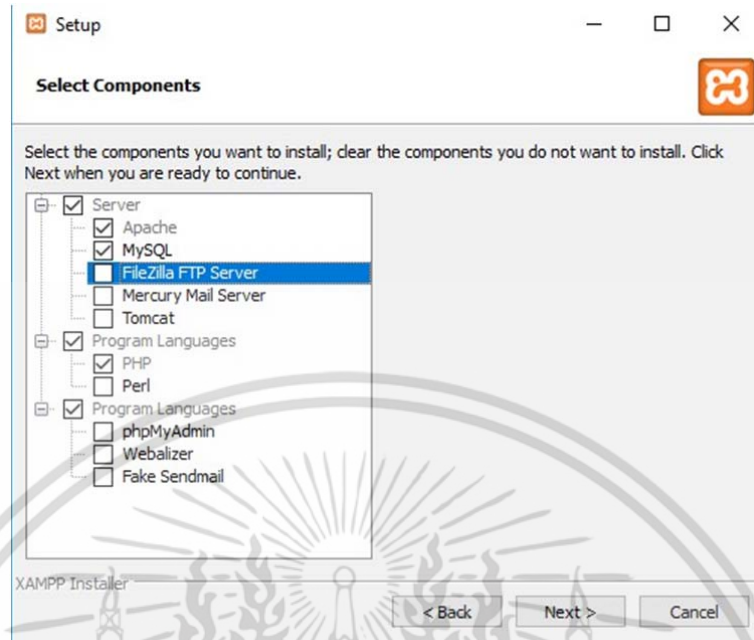 Setup
Select Components
Select the components you want to install; clear the components you do not want to install. Click
Next when you are ready to continue.
Server
Apache
MySQL
FileZilla FTP Server
Mercury Mail Server
Tomcat
Program Languages
PHP
Perl
Program Languages
phpMyAdmin
Webalizer
Fake Sendmail
XAMPP Installer
< Back Next > Cancel